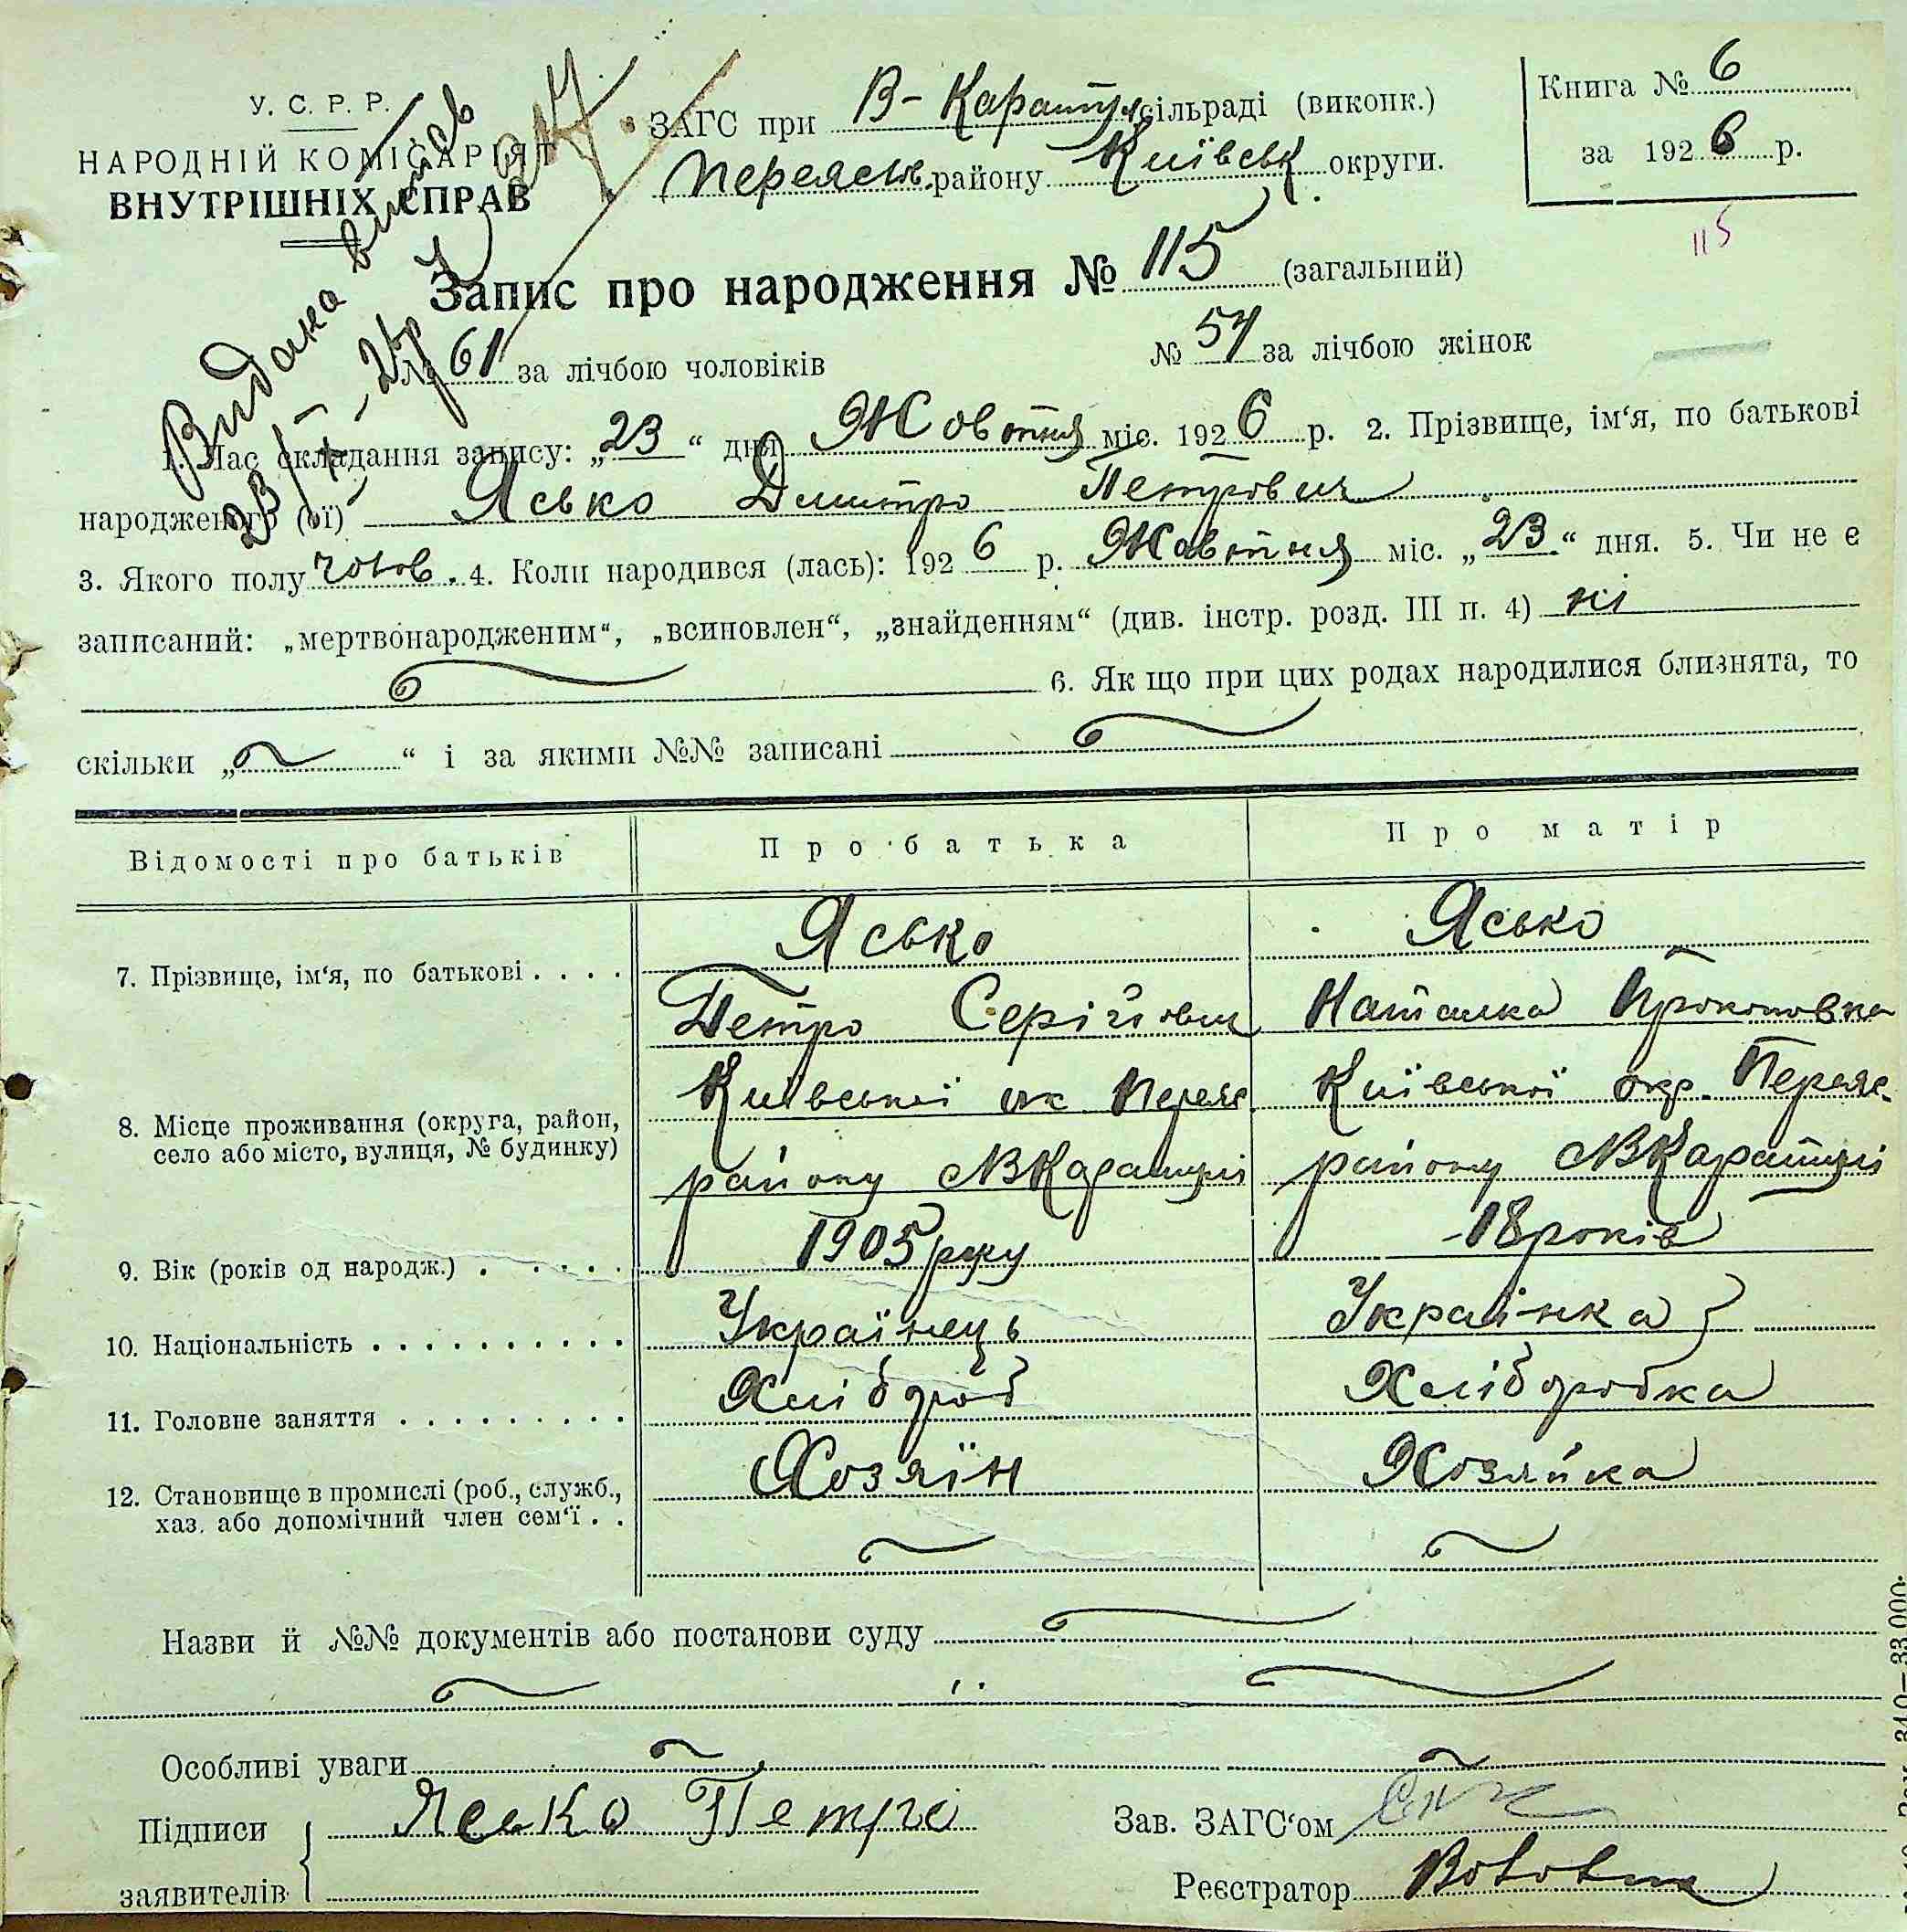 У. С. Р. Р.
НАРОДНІЙ КОМІСАРІЯТ
ВНУТРІШНІХ СПРАВ
ЗАГС при В-Карату сільраді (виконк.)
Переясл. району Київськ округи.
Книга № 6
за 1926 р.
115
Видана витісь
23/X-26р
Запис про народження № 115 (загальний)
№ 61 за лічбою чоловіків № 54 за лічбою жінок
1. Час складання запису: „23“ дня Жовтня міс. 1926 р. 2. Прізвище, ім‘я, по батькові
народженого (ої) Ясько Дмитро Петрович
3. Якого полу чолов. 4. Коли народився (лась): 1926 р. Жовтня міс. „23“ дня. 5. Чи не є
записаний: „мертвонародженим“, „всиновлен“, „знайденням“ (див. інстр. розд. III п. 4) ні
6. Як що при цих родах народилися близнята, то
скільки „ “ і за якими №№ записані
Відомості про батьків Про батька Про матір
Ясько Ясько
7. Прізвище, ім‘я, по батькові . . . .
Петро Серійович Наталка Прокоповна
Київської ок Переяс Київської окр. Переяс.
8. Місце проживання (округа, район,
село або місто, вулиця, № будинку)
району ВКаратулі району ВКаратулі
9. Вік (років од народж.) . . . . . 1905 року 18 років
10. Національність . . . . . . . . . . Українець Українка
11. Головне заняття . . . . . . . . . Хлібороб Хліборобка
12. Становище в промислі (роб., служб.,
хаз. або допомічний член сем‘ї . . Хозяїн Хозяйка
Назви й №№ документів або постанови суду
Особливі уваги
Підписи Ясько Петро Зав. ЗАГС‘ом
заявителів Реєстратор